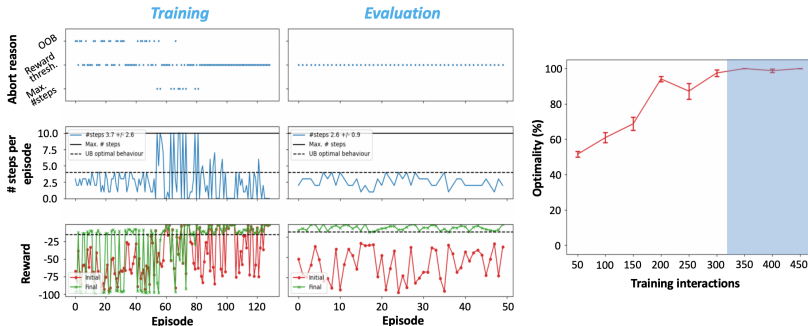 Training
Evaluation
Abort reason
OOB
Reward
thresh.
Max.
#steps
# steps per
episode
10.0
7.5
5.0
2.5
0.0
#steps 3.7 +/- 2.6
Max. # steps
UB optimal behaviour
#steps 2.6 +/- 0.9
Max. # steps
UB optimal behaviour
Reward
-25
-50
-75
-100
Initial
Final
Initial
Final
0 20 40 60 80 100 120
0 10 20 30 40 50
Episode
Episode
Optimality (%)
100
80
60
40
20
0
50 100 150 200 250 300 350 400 450
Training interactions